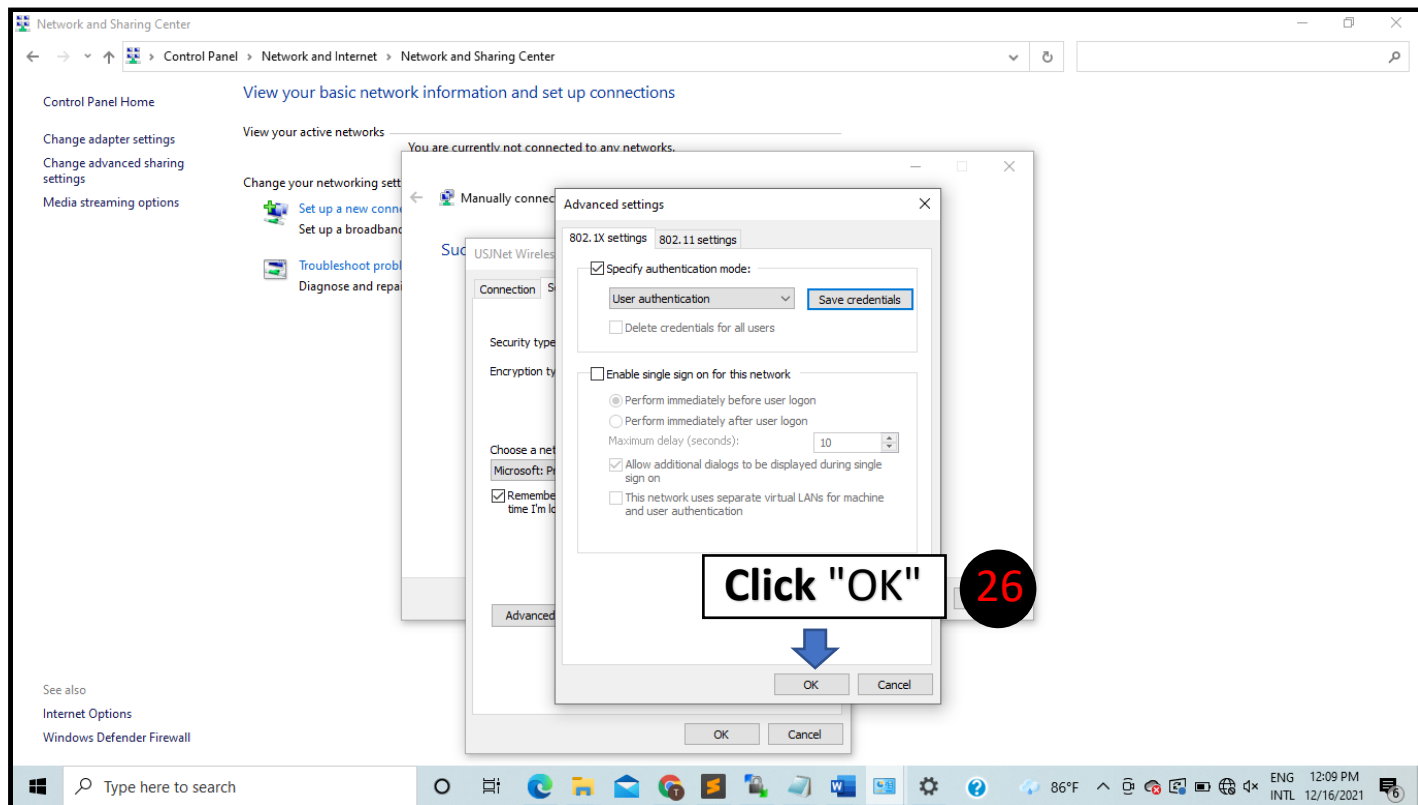 Network and Sharing Center
Control Panel > Network and Internet > Network and Sharing Center
Control Panel Home
Change adapter settings
Change advanced sharing
settings
Media streaming options
View your basic network information and set up connections
View your active networks
You are currently not connected to any networks.
Change your networking sett
Set up a new conne
Set up a broadband
Troubleshoot probl
Diagnose and repai
Manually connec
Suc
USJNet Wireles
Connection
Security type
Encryption ty
Choose a net
Microsoft: Pr
Remembe
time I'm lo
Advanced
OK
Cancel
Advanced settings
802.1X settings
802.11 settings
Specify authentication mode:
User authentication
Save credentials
Delete credentials for all users
Enable single sign on for this network
Perform immediately before user logon
Perform immediately after user logon
Maximum delay (seconds):
10
Allow additional dialogs to be displayed during single
sign on
This network uses separate virtual LANs for machine
and user authentication
Click "OK"
26
OK
Cancel
See also
Internet Options
Windows Defender Firewall
Type here to search
86°F
ENG
INTL
12:09 PM
12/16/2021
6